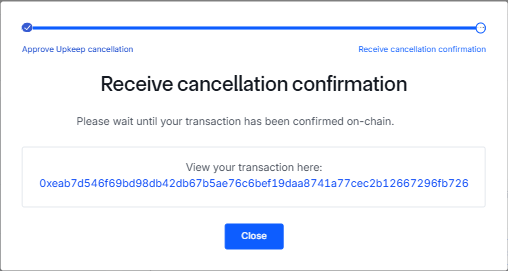 Approve Upkeep cancellation
Receive cancellation confirmation
Receive cancellation confirmation
Please wait until your transaction has been confirmed on-chain.
View your transaction here:
0xeab7d546f69bd98db42db67b5ae76c6bef19daa8741a77cec2b12667296fb726
Close